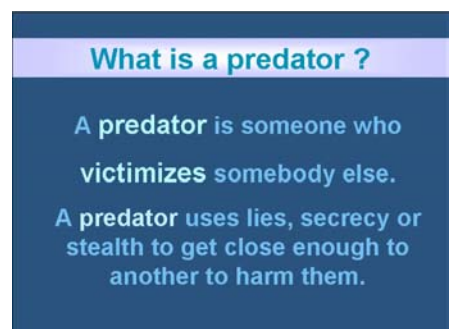 What is a predator ?
A predator is someone who
victimizes somebody else.
A predator uses lies, secrecy or
stealth to get close enough to
another to harm them.